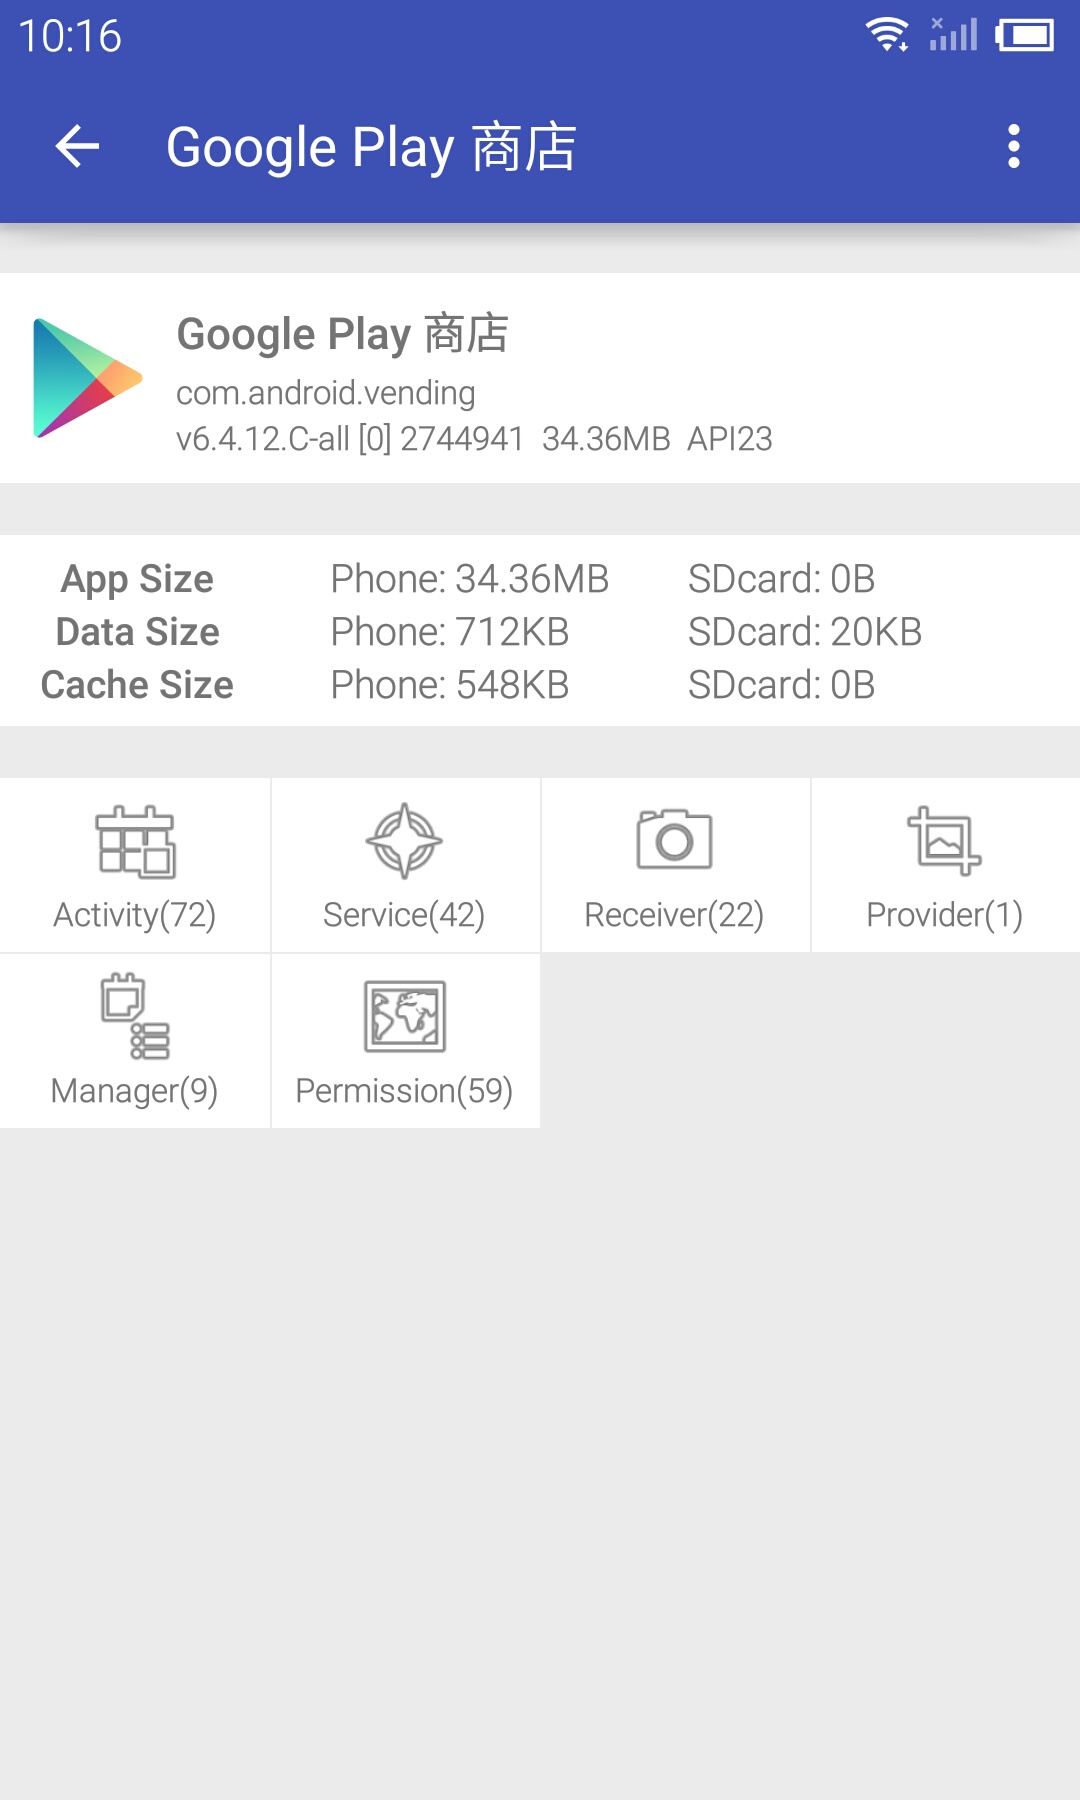 10:16
Google Play 商店
Google Play 商店
com.android.vending
v6.4.12.C-all [0] 2744941 34.36MB API23
App Size Phone: 34.36MB SDcard: 0B
Data Size Phone: 712KB SDcard: 20KB
Cache Size Phone: 548KB SDcard: 0B
Activity(72) Service(42) Receiver(22) Provider(1)
Manager(9) Permission(59)